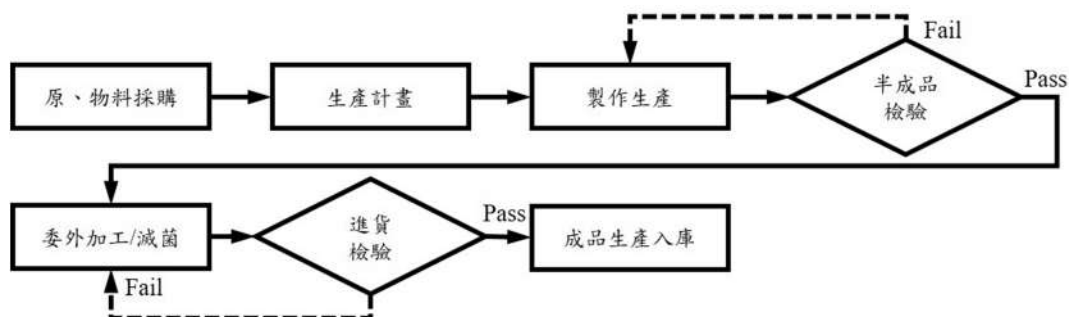 Fail
原、物料採購
生產計畫
製作生產
半成品
檢驗
Pass
委外加工/滅菌
進貨
檢驗
Pass
成品生產入庫
Fail